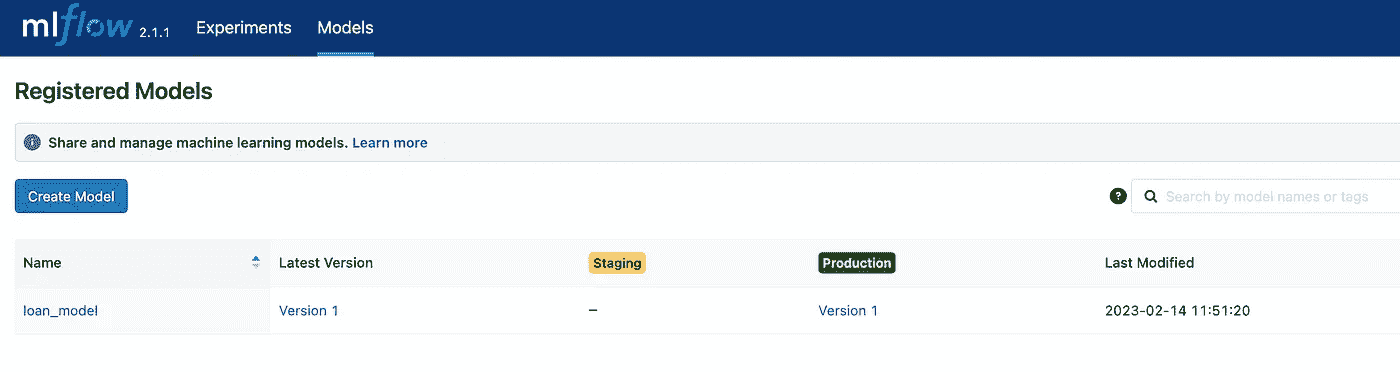 mlflow 2.1.1 Experiments Models
Registered Models
Share and manage machine learning models. Learn more
Create Model ? Search by model names or tags
Name Latest Version Staging Production Last Modified
loan_model Version 1 – Version 1 2023-02-14 11:51:20